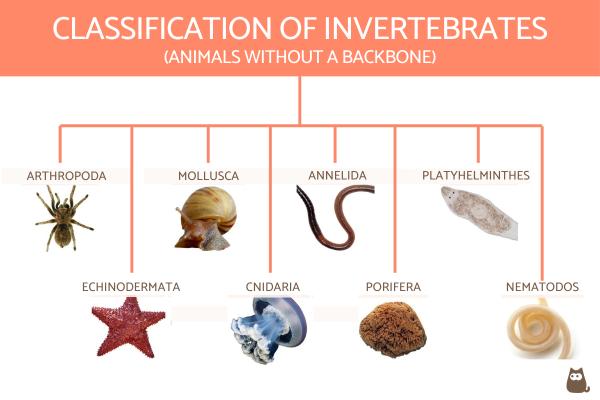 CLASSIFICATION OF INVERTEBRATES
(ANIMALS WITHOUT A BACKBONE)
ARTHROPODA
MOLLUSCA
ANNELIDA
PLATYHELMINTHES
ECHINODERMATA
CNIDARIA
PORIFERA
NEMATODOS